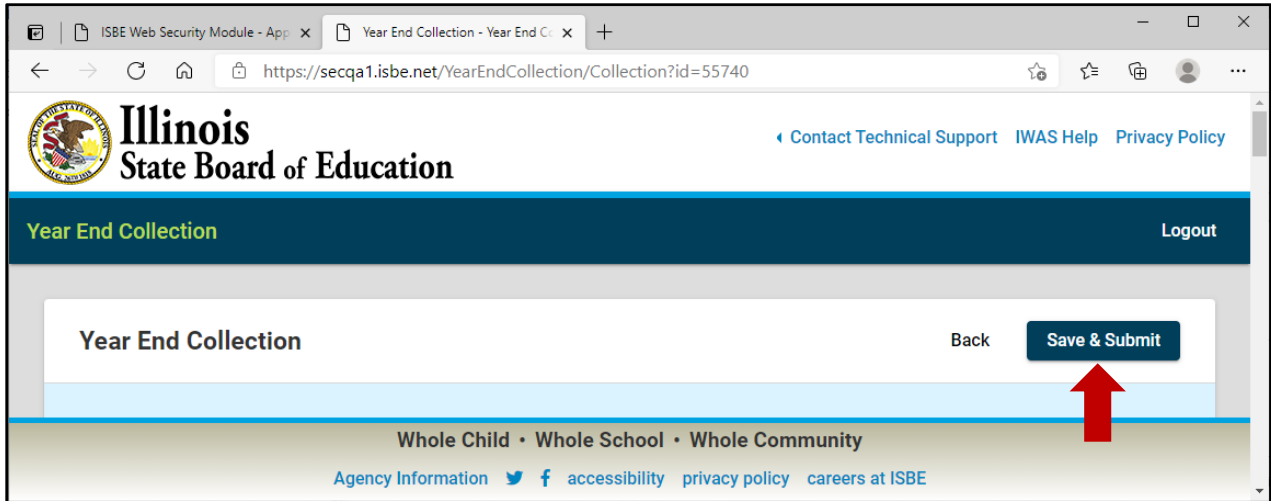 ISBE Web Security Module - App
Year End Collection - Year End Co
https://secqa1.isbe.net/YearEndCollection/Collection?id=55740
Illinois
State Board of Education
Contact Technical Support IWAS Help Privacy Policy
Year End Collection
Logout
Year End Collection
Back
Save & Submit
Whole Child • Whole School • Whole Community
Agency Information accessibility privacy policy careers at ISBE